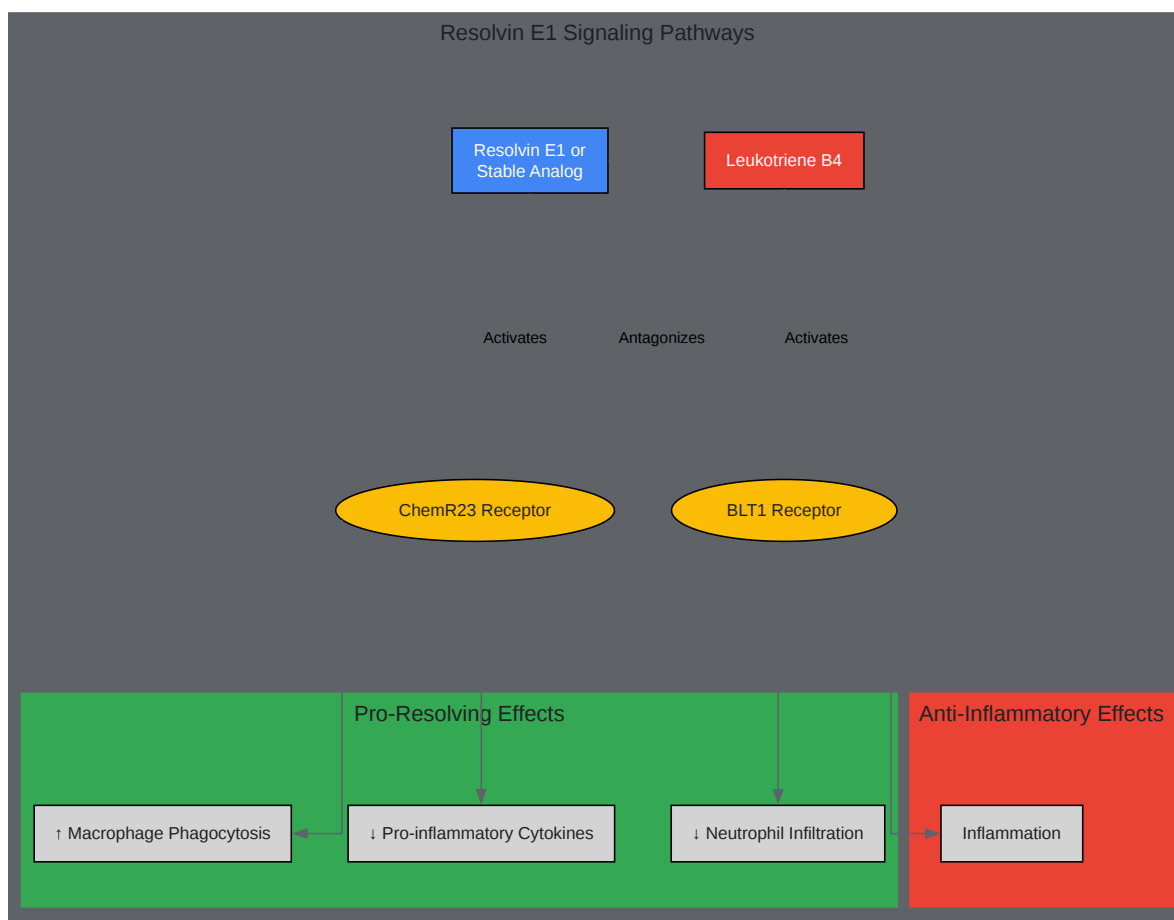 Resolvin E1 Signaling Pathways
Resolvin E1 or
Stable Analog
Leukotriene B4
Activates
Antagonizes
Activates
ChemR23 Receptor
BLT1 Receptor
Pro-Resolving Effects
Anti-Inflammatory Effects
↑ Macrophage Phagocytosis
↓ Pro-inflammatory Cytokines
↓ Neutrophil Infiltration
Inflammation